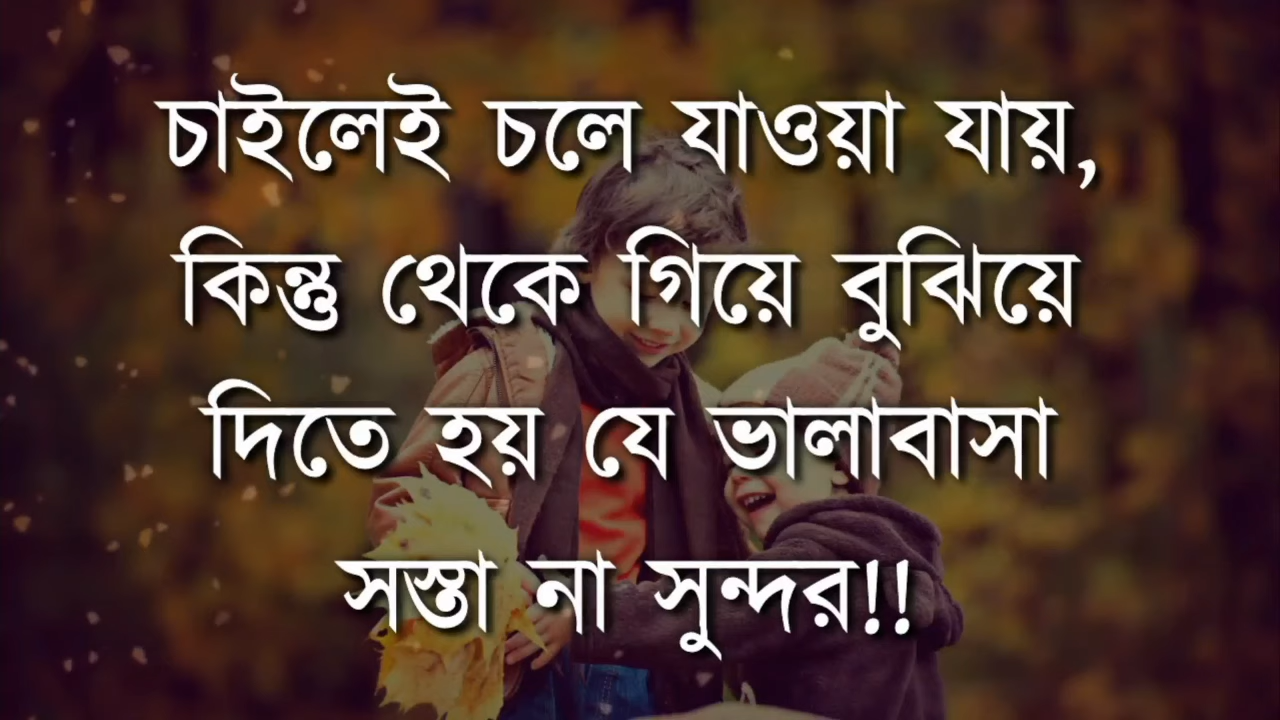 চাইলেই চলে যাওয়া যায়,
কিন্তু থেকে গিয়ে বুঝিয়ে
দিতে হয় যে ভালাবাসা
সস্তা না সুন্দর!!